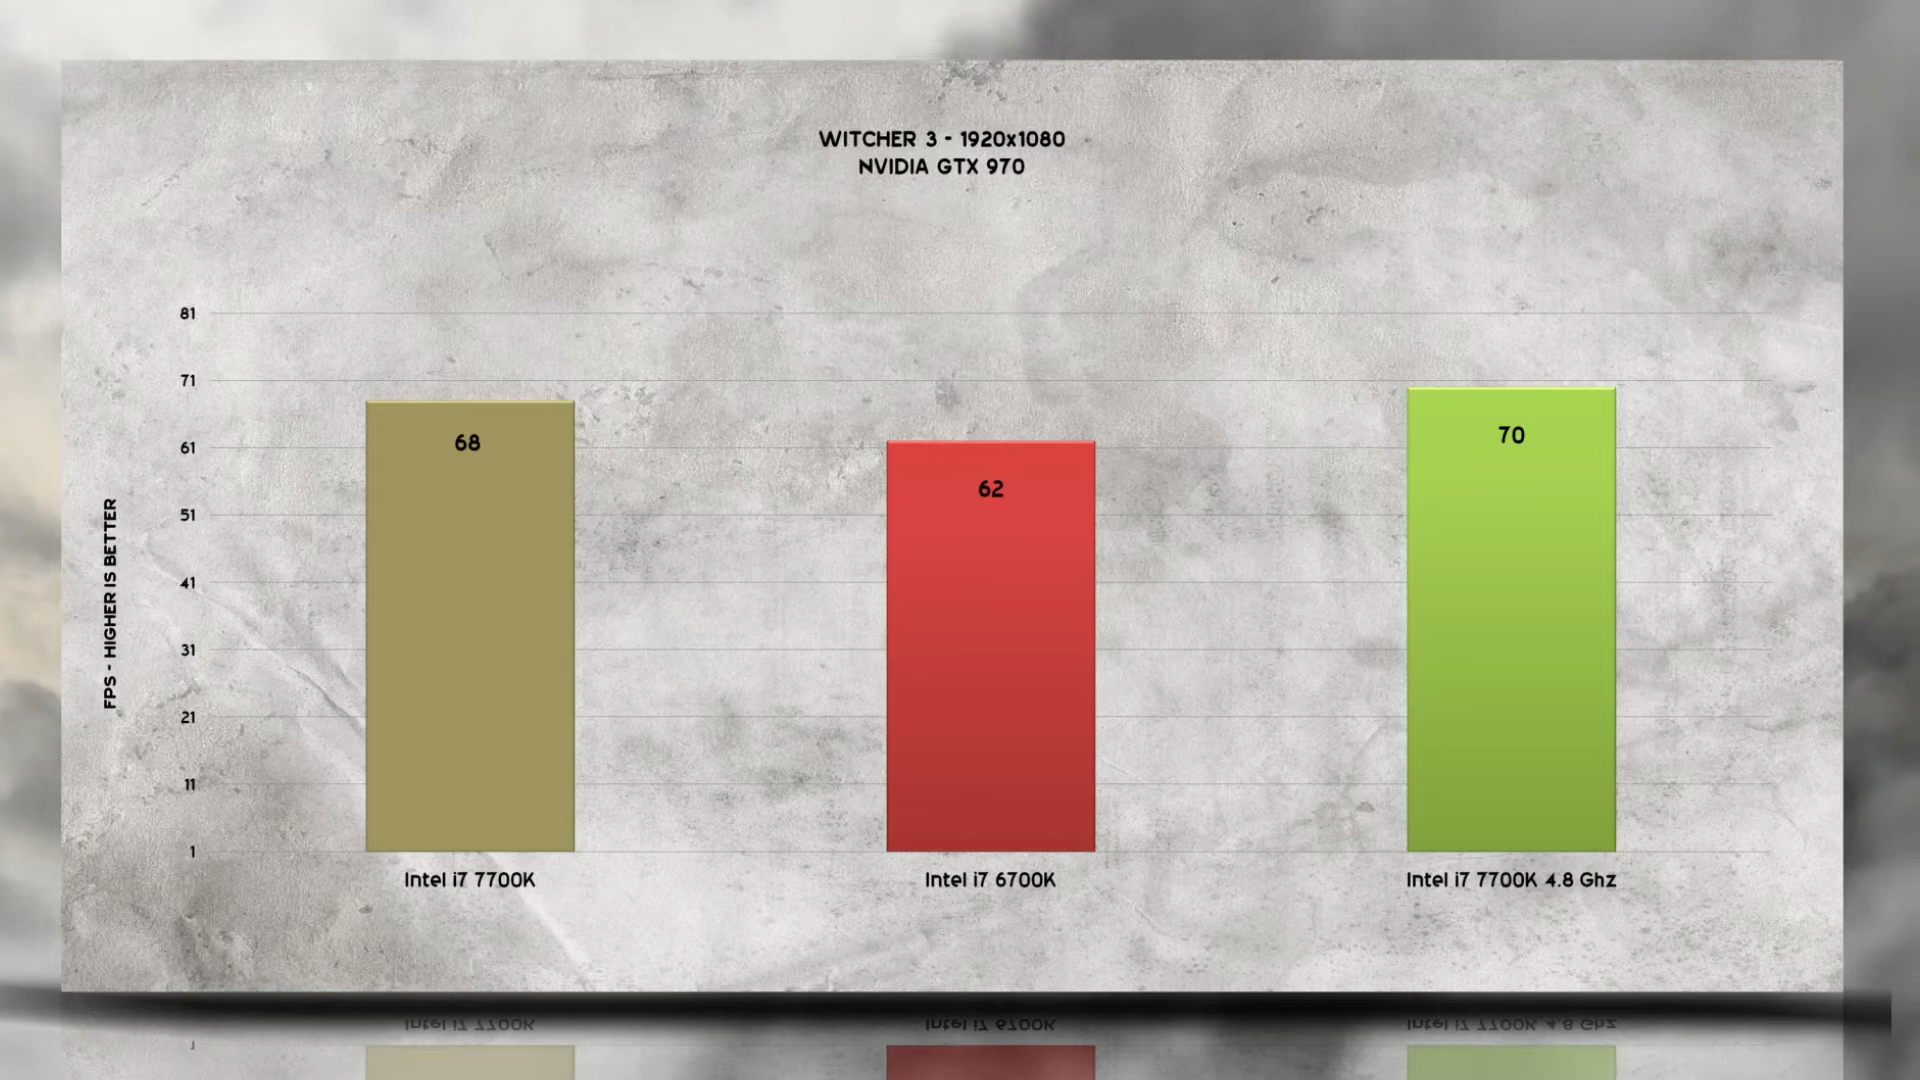 WITCHER 3 - 1920x1080
NVIDIA GTX 970
81
71
61
51
41
31
21
11
1
FPS - HIGHER IS BETTER
68
62
70
Intel i7 7700K
Intel i7 6700K
Intel i7 7700K 4.8 Ghz